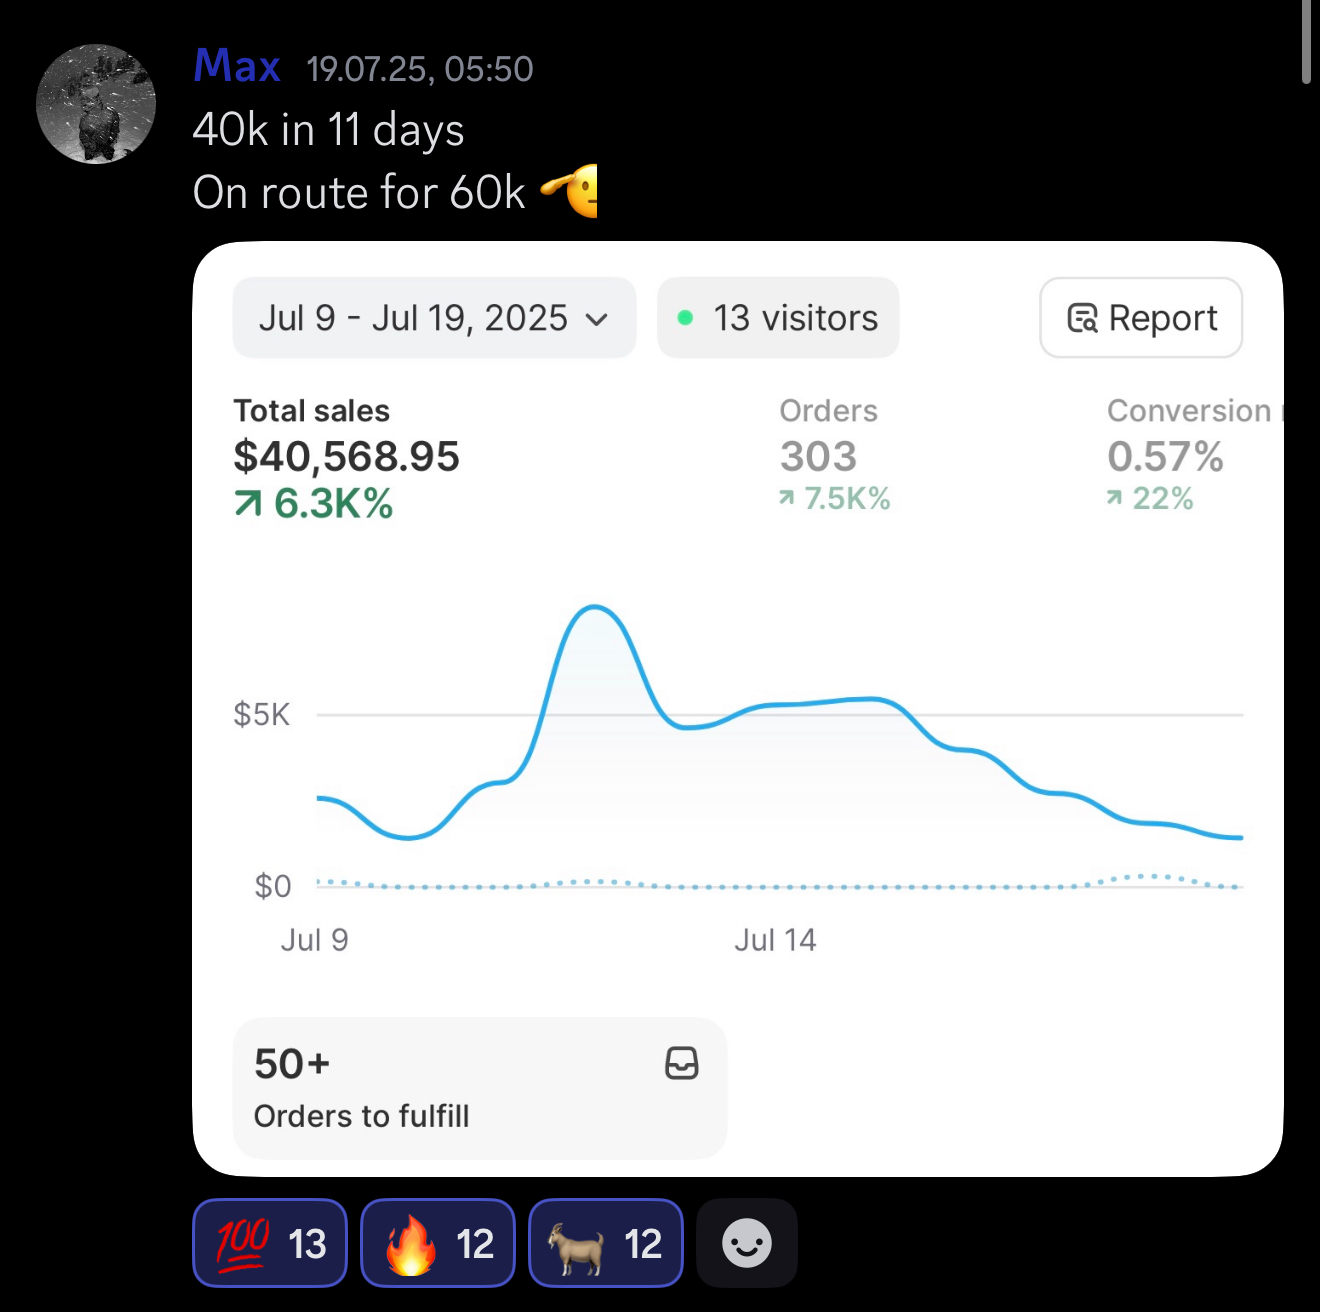 Max 19.07.25, 05:50
40k in 11 days
On route for 60k
Jul 9 - Jul 19, 2025
13 visitors
Report
Total sales
Orders
Conversion
$40,568.95
303
0.57%
6.3K%
7.5K%
22%
$5K
$0
Jul 9
Jul 14
50+
Orders to fulfill
100 13
12
12